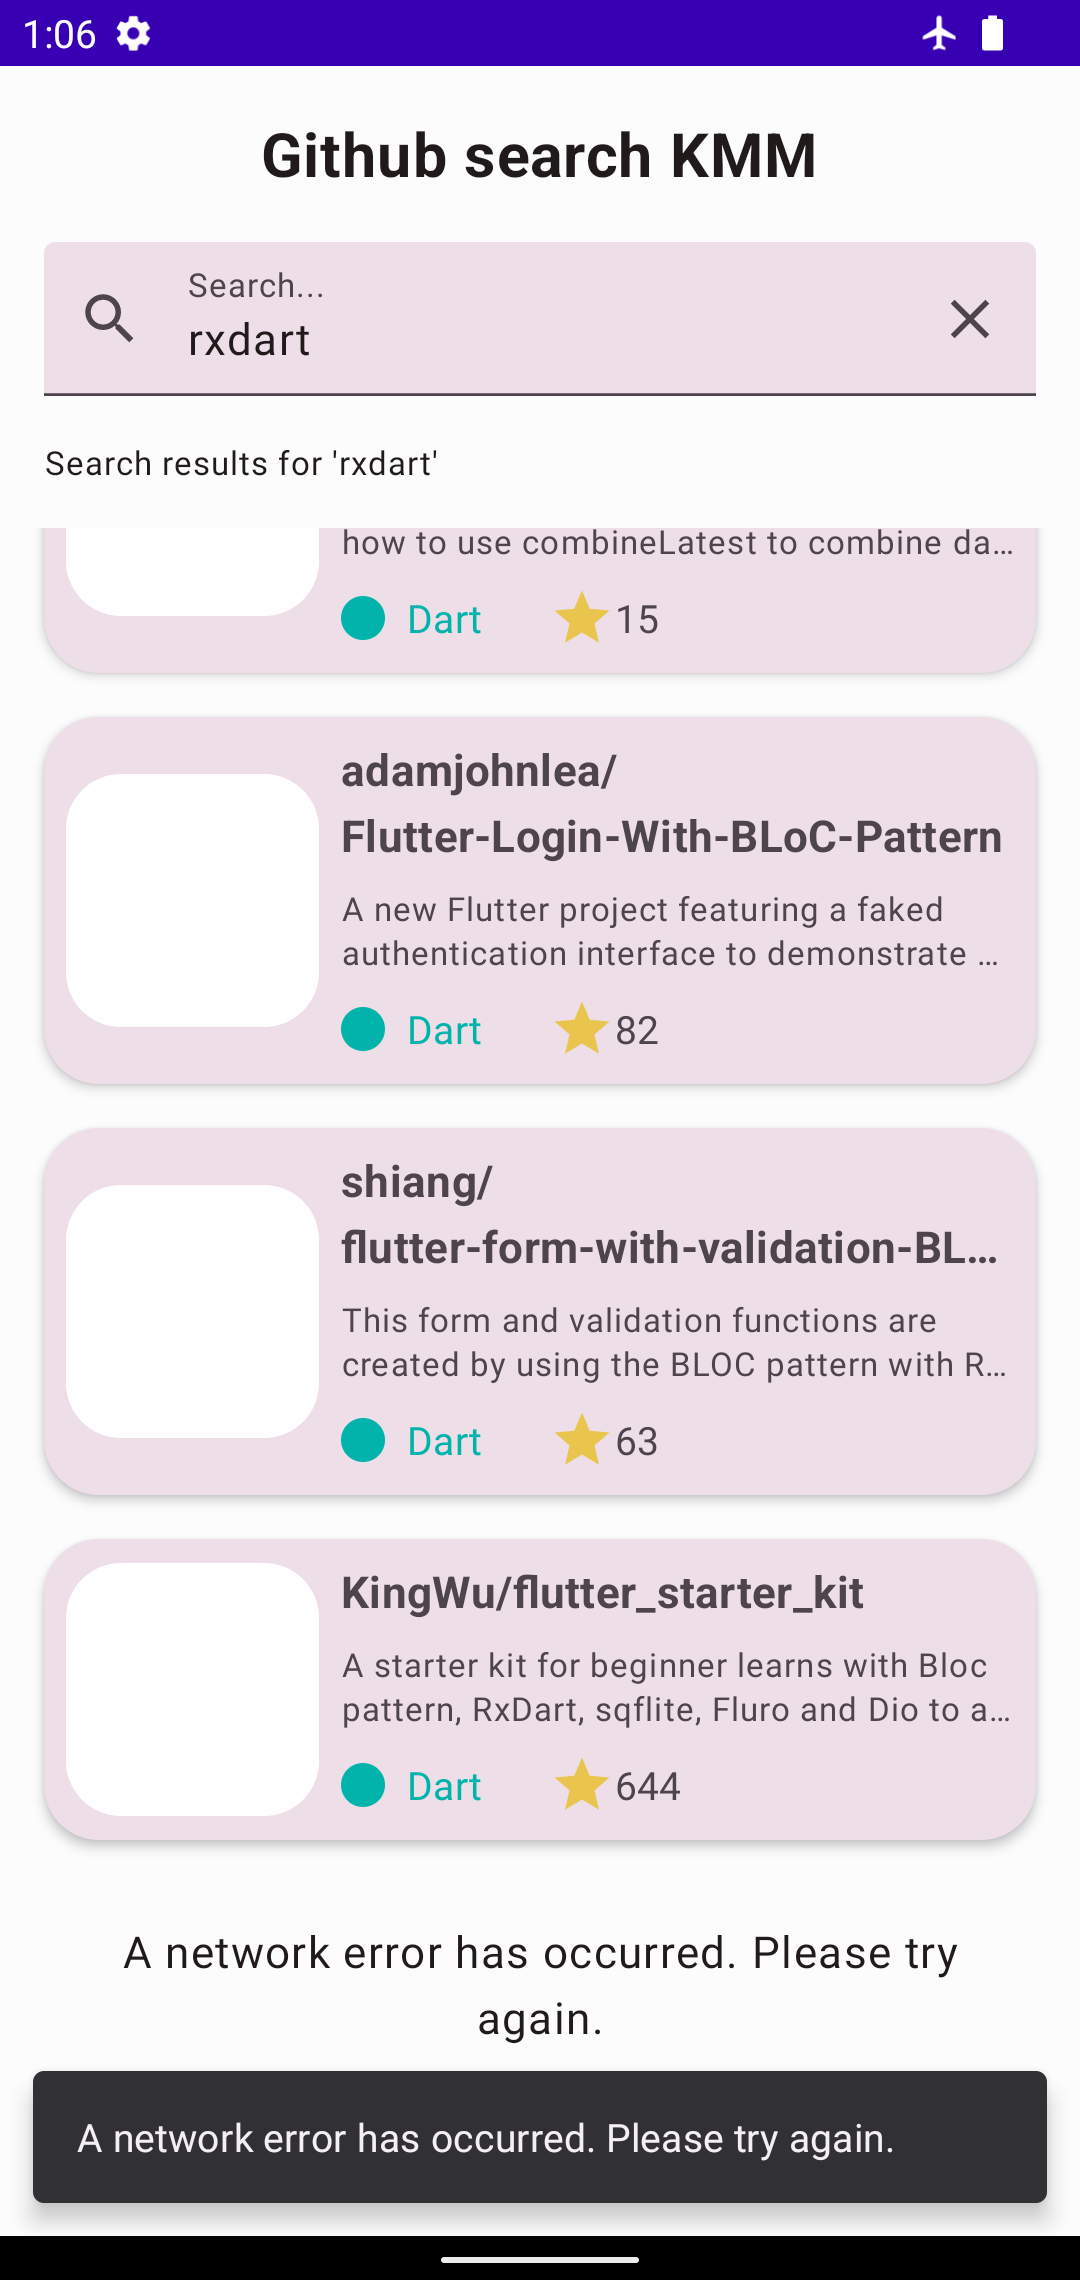 1:06
Github search KMM
Search...
rxdart
Search results for 'rxdart'
how to use combineLatest to combine da...
Dart 15
adamjohnlea/
Flutter-Login-With-BLoC-Pattern
A new Flutter project featuring a faked
authentication interface to demonstrate ...
Dart 82
shiang/
flutter-form-with-validation-BL...
This form and validation functions are
created by using the BLOC pattern with R...
Dart 63
KingWu/flutter_starter_kit
A starter kit for beginner learns with Bloc
pattern, RxDart, sqflite, Fluro and Dio to a...
Dart 644
A network error has occurred. Please try
again.
A network error has occurred. Please try again.